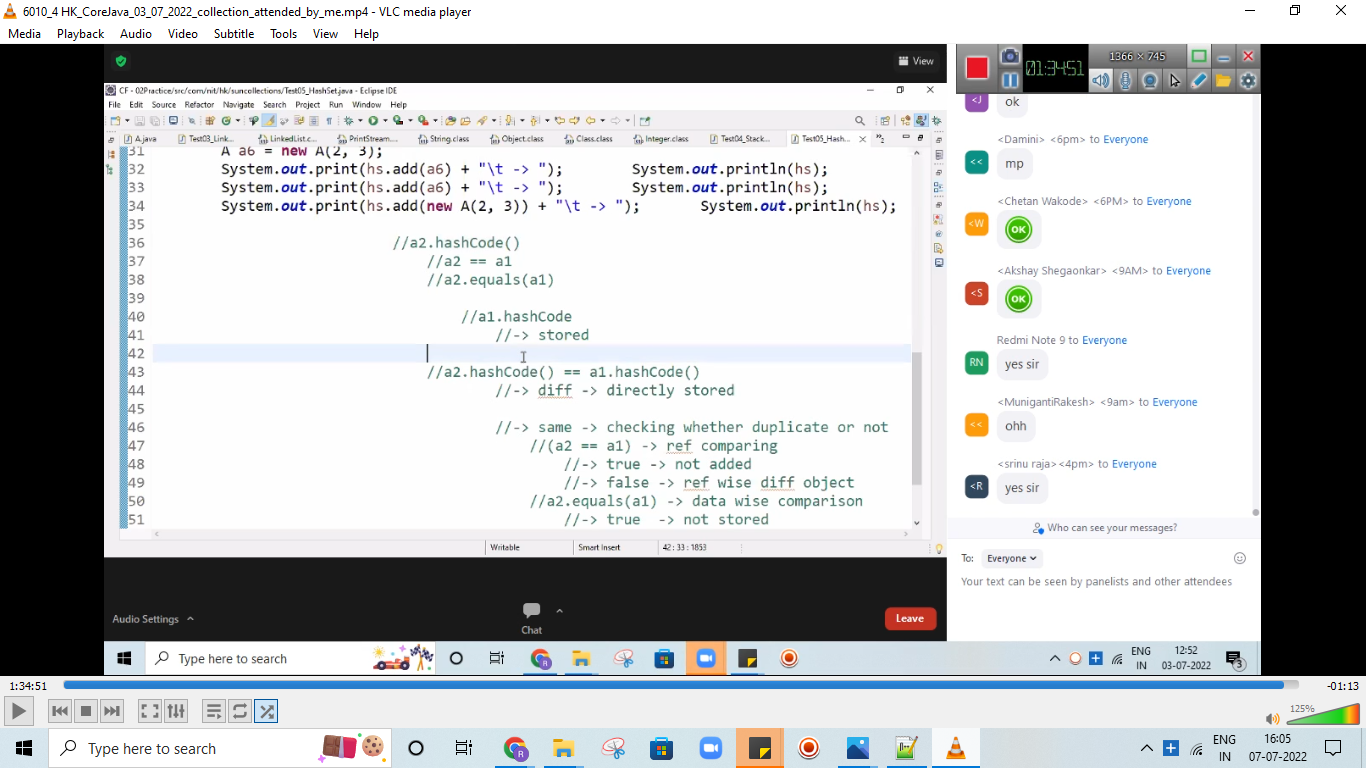 6010_4 HK_CoreJava_03_07_2022_collection_attended_by_me.mp4 - VLC media player
Media Playback Audio Video Subtitle Tools View Help
View
CF - 02Practice/src/com/nit/hk/suncollections/Test05_HashSet.java - Eclipse IDE
File Edit Source Refactor Navigate Search Project Run Window Help
A.java Test03_Link... LinkedList.c... PrintStream.... String.class Object.class Class.class Integer.class Test04_Stack... Test05_Hash...
31 A a6 = new A(2, 3);
32 System.out.print(hs.add(a6) + "\t -> "); System.out.println(hs);
33 System.out.print(hs.add(a6) + "\t -> "); System.out.println(hs);
34 System.out.print(hs.add(new A(2, 3)) + "\t -> "); System.out.println(hs);
35
36 //a2.hashCode()
37 //a2 == a1
38 //a2.equals(a1)
39
40 //a1.hashCode
41 //-> stored
42
43 //a2.hashCode() == a1.hashCode()
44 //-> diff -> directly stored
45
46 //-> same -> checking whether duplicate or not
47 //(a2 == a1) -> ref comparing
48 //-> true -> not added
49 //-> false -> ref wise diff object
50 //a2.equals(a1) -> data wise comparison
51 //-> true -> not stored
Writable Smart Insert 42 : 33 : 1853
Audio Settings
Chat
Leave
1366 × 745
01:34:51
<J
ok
<Damini> <6pm> to Everyone
<<
mp
<Chetan Wakode> <6PM> to Everyone
<W
OK
<Akshay Shegaonkar> <9AM> to Everyone
<S
OK
Redmi Note 9 to Everyone
RN
yes sir
<MunigantiRakesh> <9am> to Everyone
<<
ohh
<srinu raja><4pm> to Everyone
<R
yes sir
Who can see your messages?
To: Everyone
Your text can be seen by panelists and other attendees
Type here to search
ENG
IN
12:52
03-07-2022
3
1:34:51
-01:13
125%
Type here to search
ENG
IN
16:05
07-07-2022